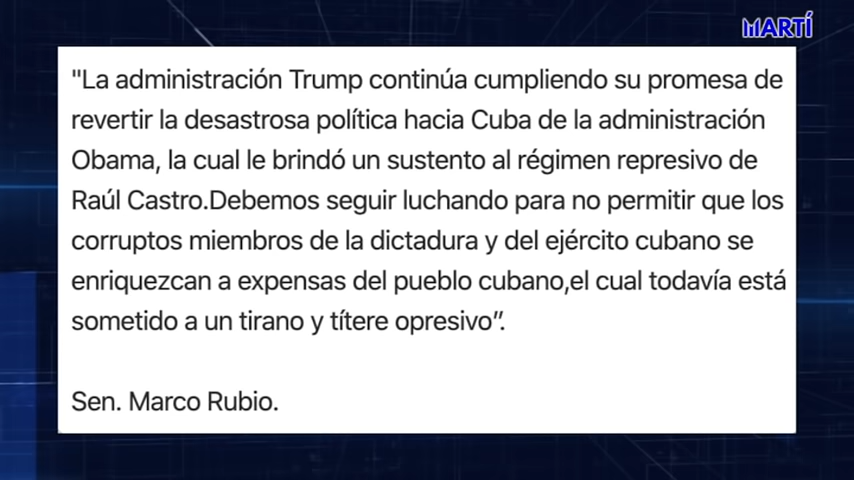 MARTÍ
"La administración Trump continúa cumpliendo su promesa de
revertir la desastrosa política hacia Cuba de la administración
Obama, la cual le brindó un sustento al régimen represivo de
Raúl Castro.Debemos seguir luchando para no permitir que los
corruptos miembros de la dictadura y del ejército cubano se
enriquezcan a expensas del pueblo cubano,el cual todavía está
sometido a un tirano y títere opresivo”.
Sen. Marco Rubio.